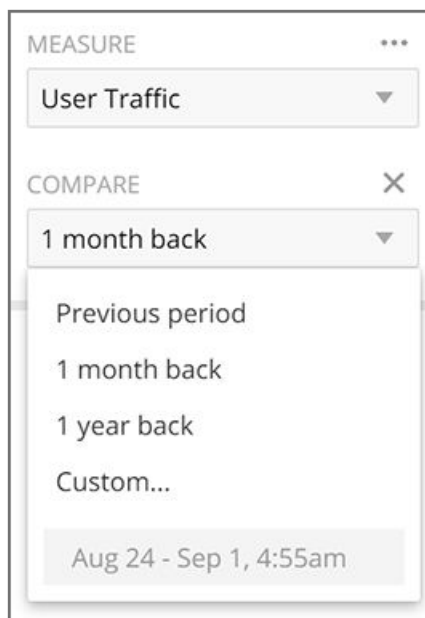 MEASURE
User Traffic
COMPARE
1 month back
Previous period
1 month back
1 year back
Custom...
Aug 24 - Sep 1, 4:55am